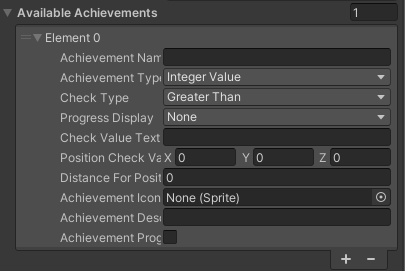 Available Achievements 1
Element 0
Achievement Nam
Achievement Type Integer Value
Check Type Greater Than
Progress Display None
Check Value Text
Position Check Va X 0 Y 0 Z 0
Distance For Posit 0
Achievement Icon None (Sprite)
Achievement Desc
Achievement Prog
+ −